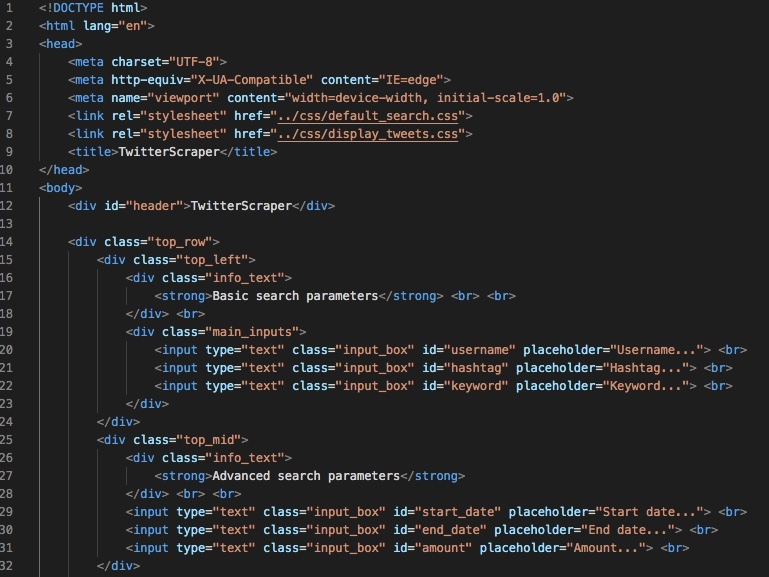 1 <!DOCTYPE html>
2 <html lang="en">
3 <head>
4     <meta charset="UTF-8">
5     <meta http-equiv="X-UA-Compatible" content="IE=edge">
6     <meta name="viewport" content="width=device-width, initial-scale=1.0">
7     <link rel="stylesheet" href="../css/default_search.css">
8     <link rel="stylesheet" href="../css/display_tweets.css">
9     <title>TwitterScraper</title>
10 </head>
11 <body>
12     <div id="header">TwitterScraper</div>
13
14     <div class="top_row">
15         <div class="top_left">
16             <div class="info_text">
17                 <strong>Basic search parameters</strong> <br> <br>
18             </div> <br>
19             <div class="main_inputs">
20                 <input type="text" class="input_box" id="username" placeholder="Username..."> <br>
21                 <input type="text" class="input_box" id="hashtag" placeholder="Hashtag..."> <br>
22                 <input type="text" class="input_box" id="keyword" placeholder="Keyword..."> <br>
23             </div>
24         </div>
25         <div class="top_mid">
26             <div class="info_text">
27                 <strong>Advanced search parameters</strong>
28             </div> <br> <br>
29             <input type="text" class="input_box" id="start_date" placeholder="Start date..."> <br>
30             <input type="text" class="input_box" id="end_date" placeholder="End date..."> <br>
31             <input type="text" class="input_box" id="amount" placeholder="Amount..."> <br>
32         </div>